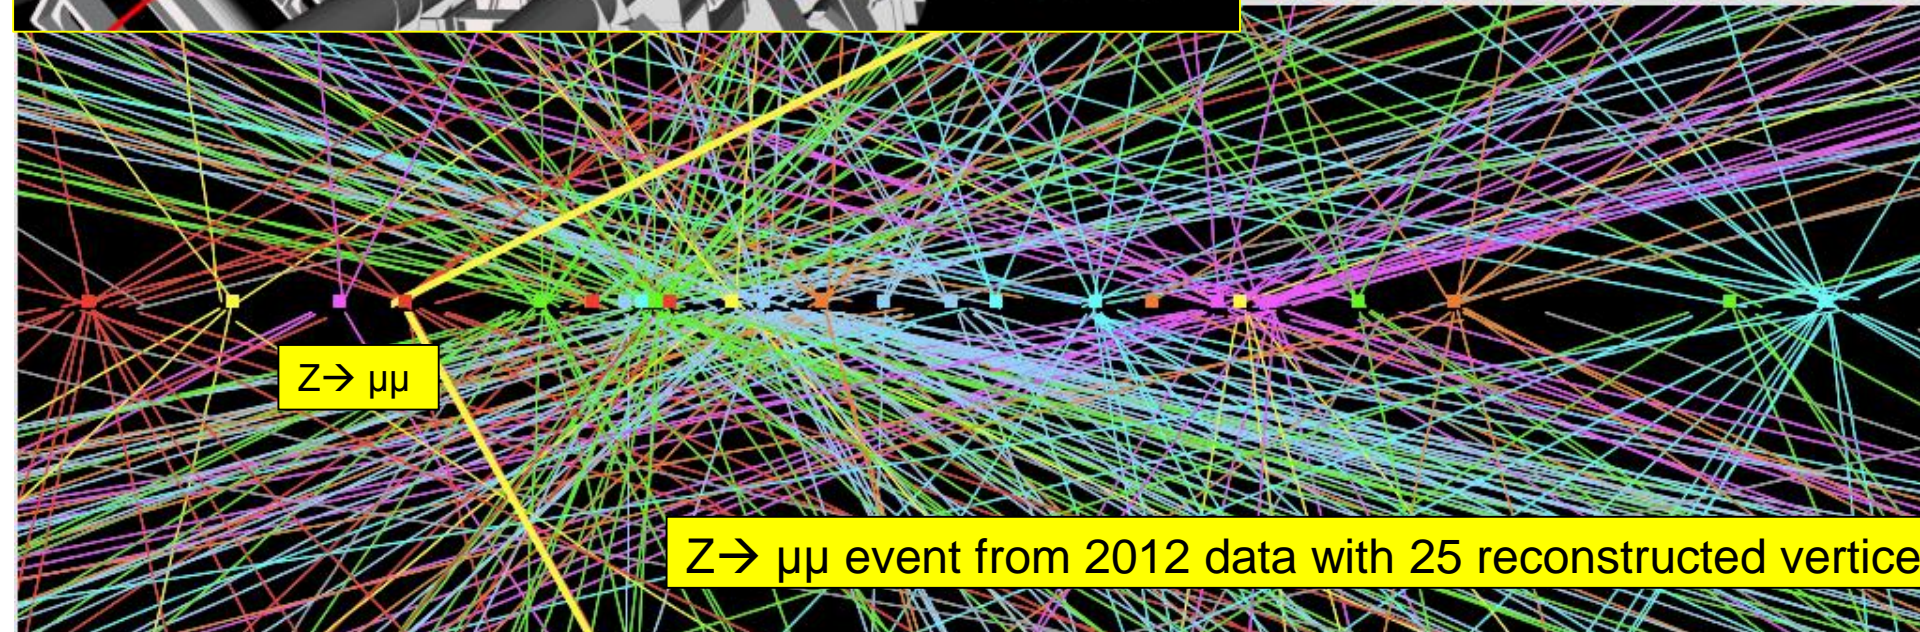 Z→ μμ
Z→ μμ event from 2012 data with 25 reconstructed vertice